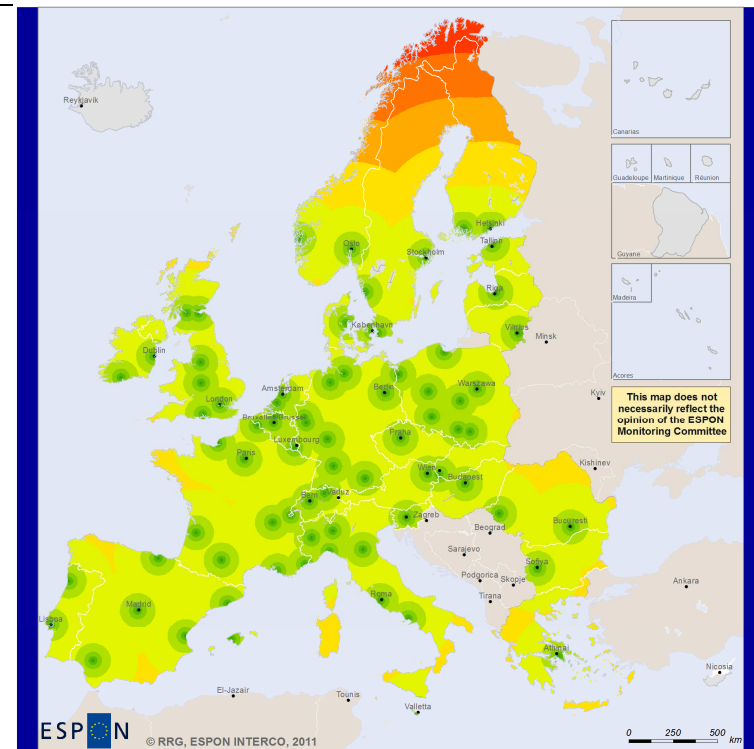 Reykjavík
Canarias
Guadeloupe
Martinique
Réunion
Guyane
Madeira
Acores
This map does not
necessarily reflect the
opinion of the ESPON
Monitoring Committee
Helsinki
Oslo
Tallinn
Stockholm
Riga
København
Vilnius
Minsk
Dublin
Amsterdam
Berlin
Warszawa
London
Kyiv
Bruxelles/Brussel
Praha
Luxembourg
Paris
Kishinev
Wien
Budapest
Bern
Vaduz
Zagreb
Bucuresti
Beograd
Sarajevo
Sofiya
Podgorica
Skopje
Ankara
Roma
Tirana
Madrid
Lisboa
Athinai
Nicosia
El-Jazair
Tounis
Valletta
ESPON
© RRG, ESPON INTERCO, 2011
0 250 500
km